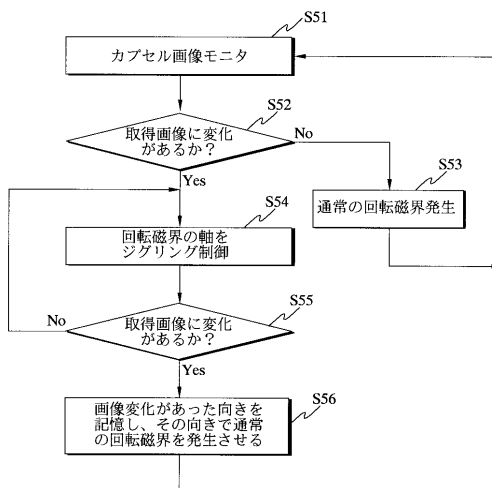 S51
カプセル画像モニタ
S52
取得画像に変化
があるか?
No
Yes
S53
通常の回転磁界発生
S54
回転磁界の軸を
ジグリング制御
S55
取得画像に変化
があるか?
No
Yes
S56
画像変化があった向きを
記憶し、その向きで通常
の回転磁界を発生させる